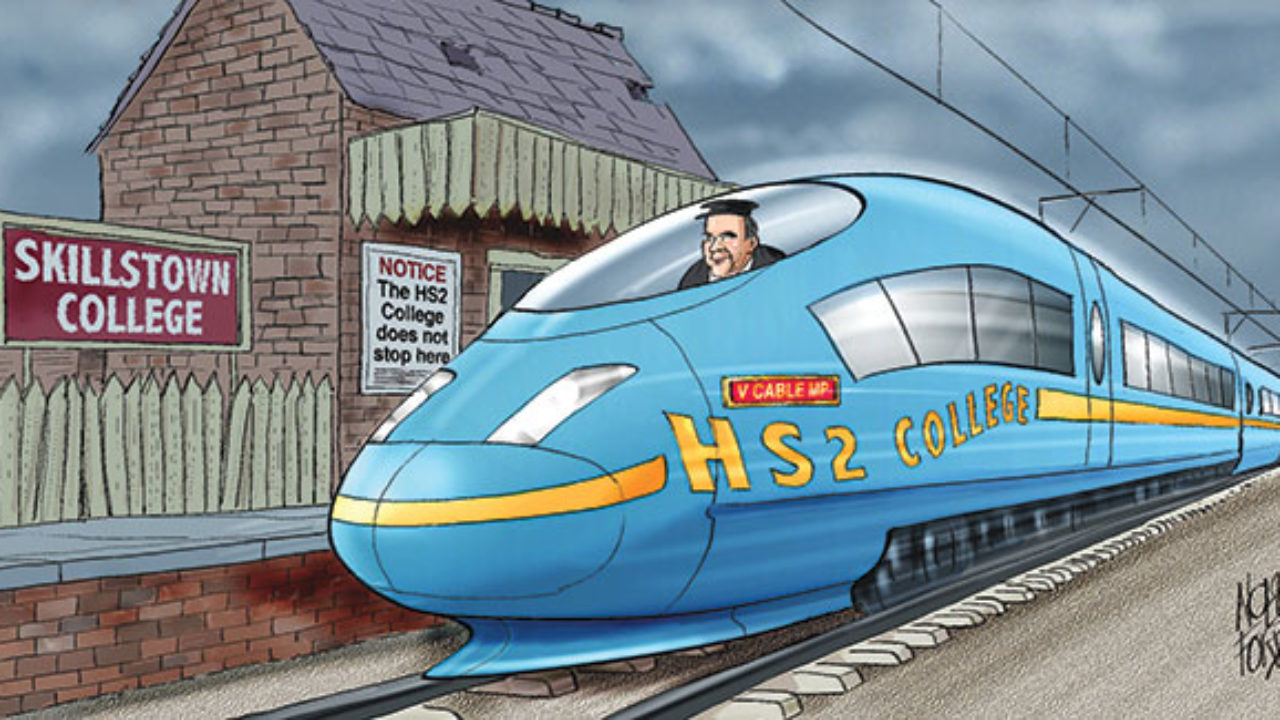 SKILLSTOWN
COLLEGE
NOTICE
The HS2
College
does not
stop here
V CABLE MP.
HS2 COLLEGE